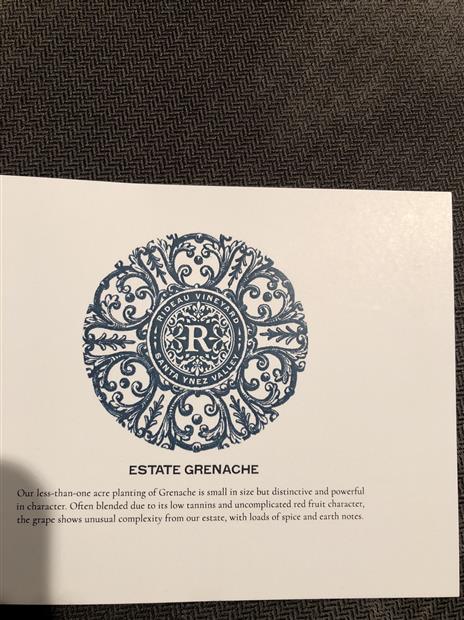 RIDEAU VINEYARD
R
SANTA YNEZ VALLEY
ESTATE GRENACHE
Our less-than-one acre planting of Grenache is small in size but distinctive and powerful
in character. Often blended due to its low tannins and uncomplicated red fruit character,
the grape shows unusual complexity from our estate, with loads of spice and earth notes.